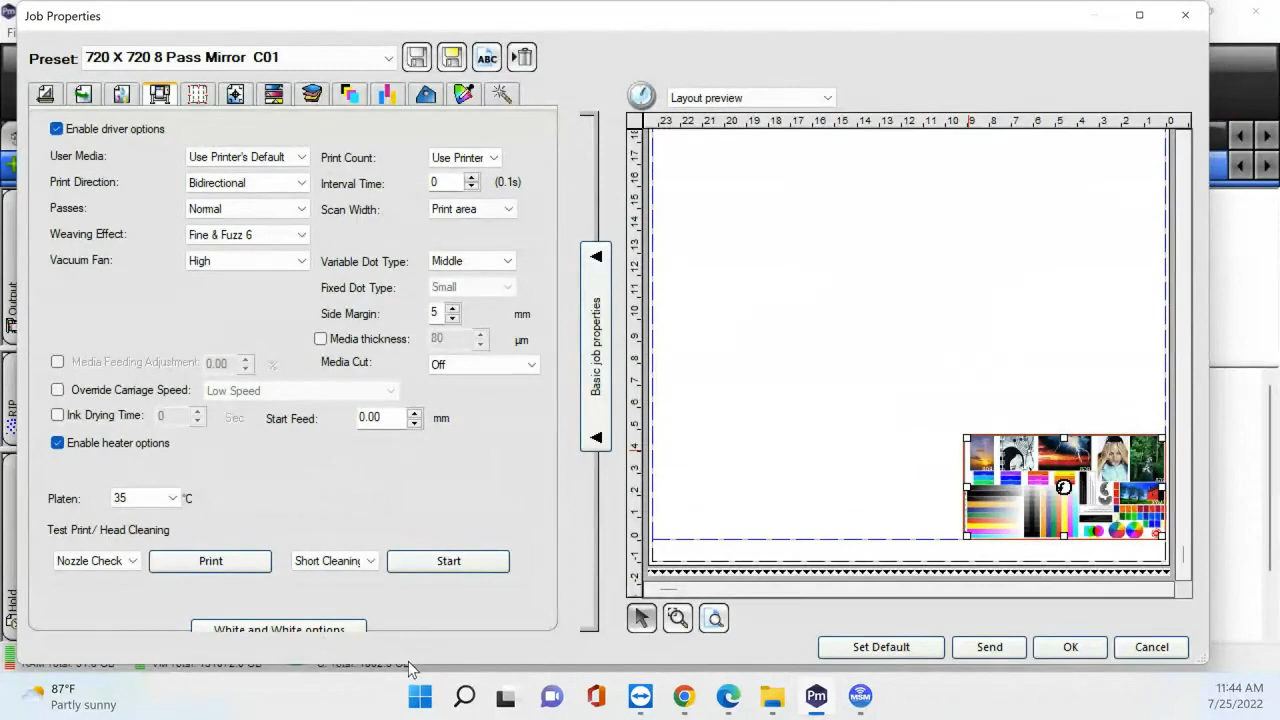 Job Properties
Preset: 720 X 720 8 Pass Mirror C01
ABC
Layout preview
Enable driver options
User Media: Use Printer's Default Print Count: Use Printer
Print Direction: Bidirectional Interval Time: 0 (0.1s)
Passes: Normal Scan Width: Print area
Weaving Effect: Fine & Fuzz 6
Vacuum Fan: High Variable Dot Type: Middle
Fixed Dot Type: Small
Side Margin: 5 mm
Media thickness: 80 µm
Media Feeding Adjustment: 0.00 % Media Cut: Off
Override Carriage Speed: Low Speed
Ink Drying Time: 0 Sec Start Feed: 0.00 mm
Enable heater options
Platen: 35 °C
Test Print/ Head Cleaning
Nozzle Check Print Short Cleaning Start
White and White options
Basic job properties
23 22 21 20 19 18 17 16 15 14 13 12 11 10 9 8 7 6 5 4 3 2 1 0
Set Default Send OK Cancel
Output
RIP
Hold
87°F
Partly sunny
Pm
MSM
11:44 AM
7/25/2022